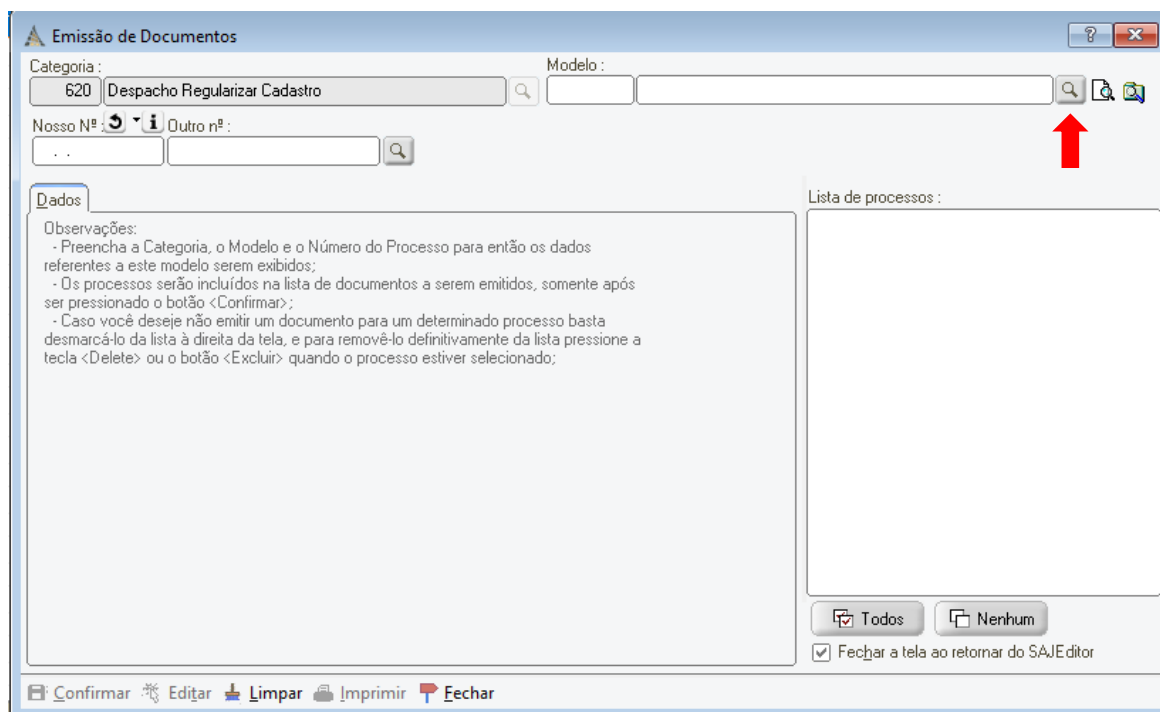 Emissão de Documentos
Categoria :
Modelo :
620 Despacho Regularizar Cadastro
Nosso Nº : Outro nº :
. .
Dados
Lista de processos :
Observações:
- Preencha a Categoria, o Modelo e o Número do Processo para então os dados
referentes a este modelo serem exibidos;
- Os processos serão incluídos na lista de documentos a serem emitidos, somente após
ser pressionado o botão <Confirmar>;
- Caso você deseje não emitir um documento para um determinado processo basta
desmarcá-lo da lista à direita da tela, e para removê-lo definitivamente da lista pressione a
tecla <Delete> ou o botão <Excluir> quando o processo estiver selecionado;
Todos Nenhum
Fechar a tela ao retornar do SAJEditor
Confirmar Editar Limpar Imprimir Fechar